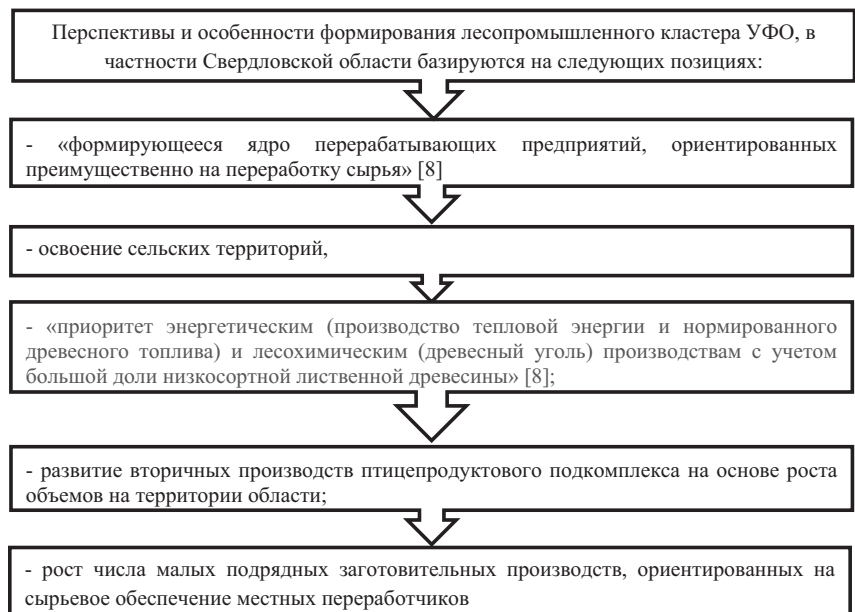 Перспективы и особенности формирования лесопромышленного кластера УФО, в
частности Свердловской области базируются на следующих позициях:
- «формирующееся ядро перерабатывающих предприятий, ориентированных
преимущественно на переработку сырья» [8]
- освоение сельских территорий,
- «приоритет энергетическим (производство тепловой энергии и нормированного
древесного топлива) и лесохимическим (древесный уголь) производствам с учетом
большой доли низкосортной лиственной древесины» [8];
- развитие вторичных производств птицепродуктового подкомплекса на основе роста
объемов на территории области;
- рост числа малых подрядных заготовительных производств, ориентированных на
сырьевое обеспечение местных переработчиков